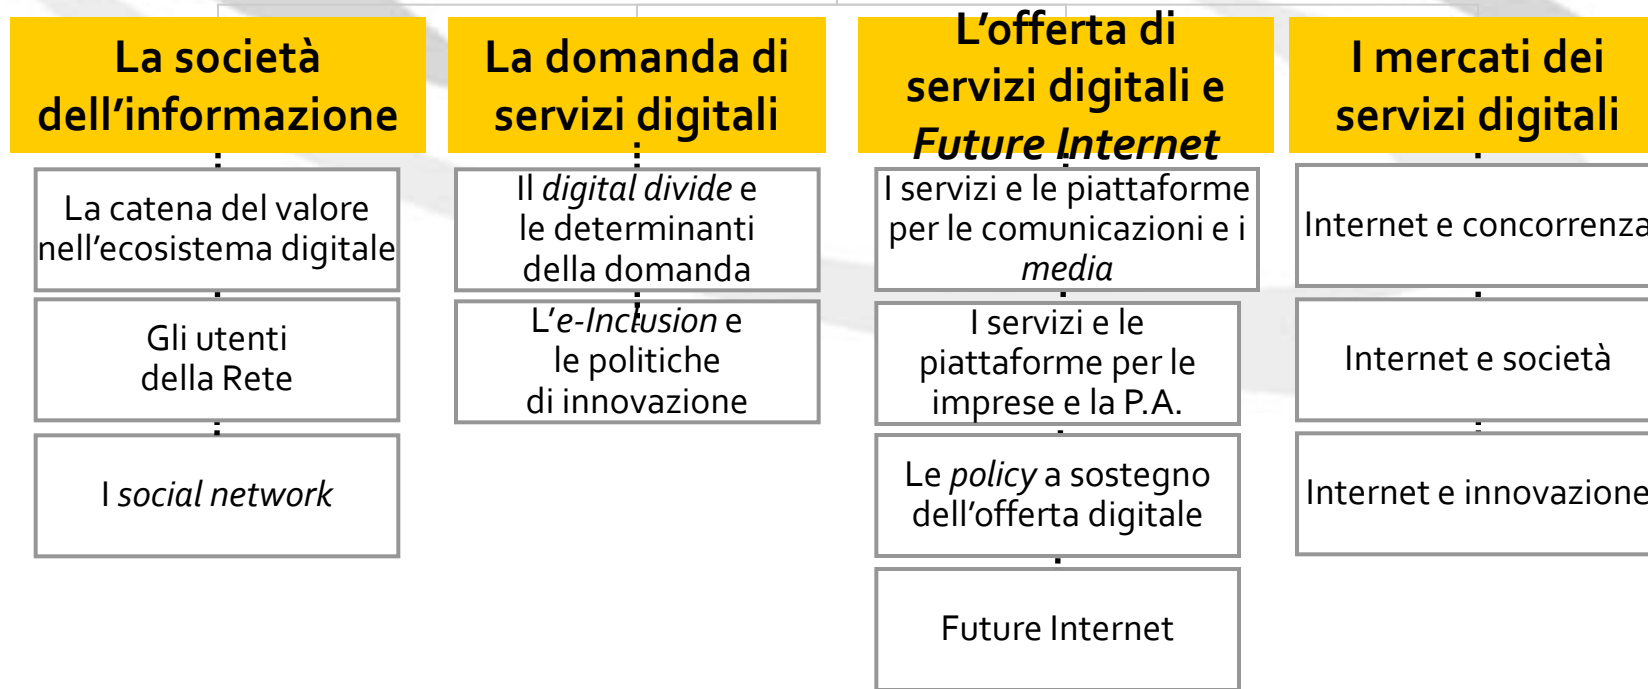 La società
dell'informazione
La catena del valore
nell'ecosistema digitale
Gli utenti
della Rete
I social network
La domanda di
servizi digitali
Il digital divide e
le determinanti
della domanda
L'e-Inclusion e
le politiche
di innovazione
L'offerta di
servizi digitali e
Future Internet
I servizi e le piattaforme
per le comunicazioni e i
media
I servizi e le
piattaforme per le
imprese e la P.A.
Le policy a sostegno
dell'offerta digitale
Future Internet
I mercati dei
servizi digitali
Internet e concorrenza
Internet e società
Internet e innovazione